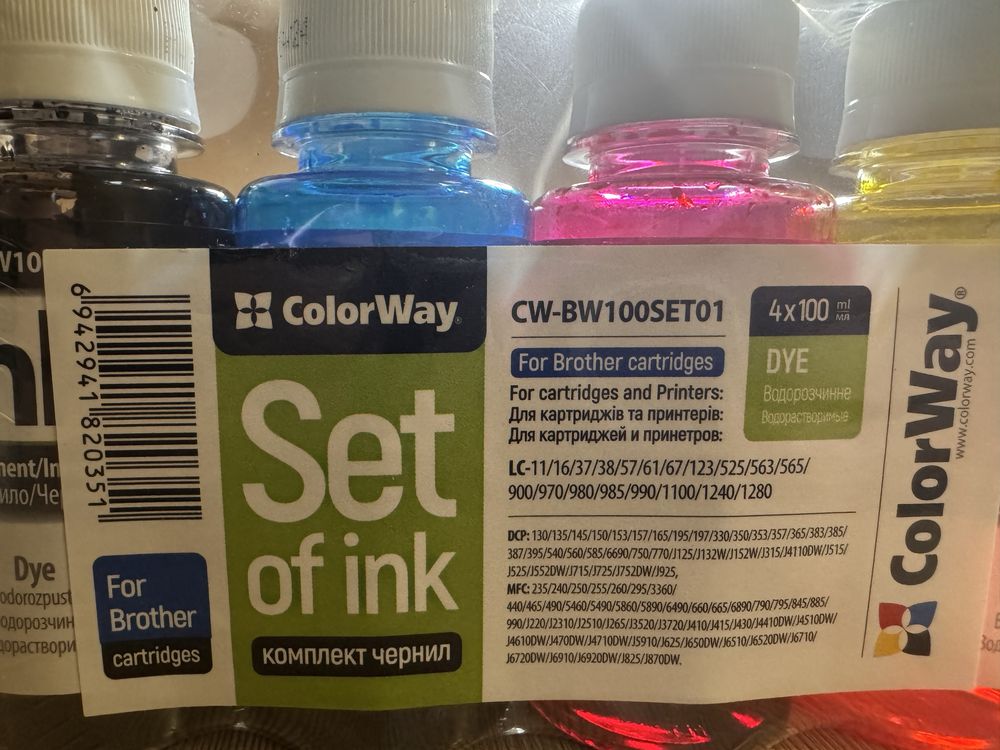 W10
ment/In
ило/Че
Dye
одорозчин
6942941820351
For
Brother
cartridges
ColorWay®
Set
of ink
комплект чернил
CW-BW100SET01
For Brother cartridges
For cartridges and Printers:
Для картриджів та принтерів:
Для картриджей и принетров:
4x100 ml
мл
DYE
Водорозчинне
Водорастворимые
LC-11/16/37/38/57/61/67/123/525/563/565/
900/970/980/985/990/1100/1240/1280
DCP: 130/135/145/150/153/157/165/195/197/330/350/353/357/365/383/385/
387/395/540/560/585/6690/750/770/J125/J132W/J152W/J315/J4110DW/J515/
J525/J552DW/J715/J725/J752DW/J925,
MFC: 235/240/250/255/260/295/3360/
440/465/490/5460/5490/5860/5890/6490/660/665/6890/790/795/845/885/
990/J220/J2310/J2510/J265/J3520/J3720/J410/J415/J430/J4410DW/J4510DW/
J4610DW/J470DW/J4710DW/J5910/J625/J650DW/J6510/J6520DW/J6710/
J6720DW/J6910/J6920DW/J825/J870DW.
ColorWay®
www.colorway.com